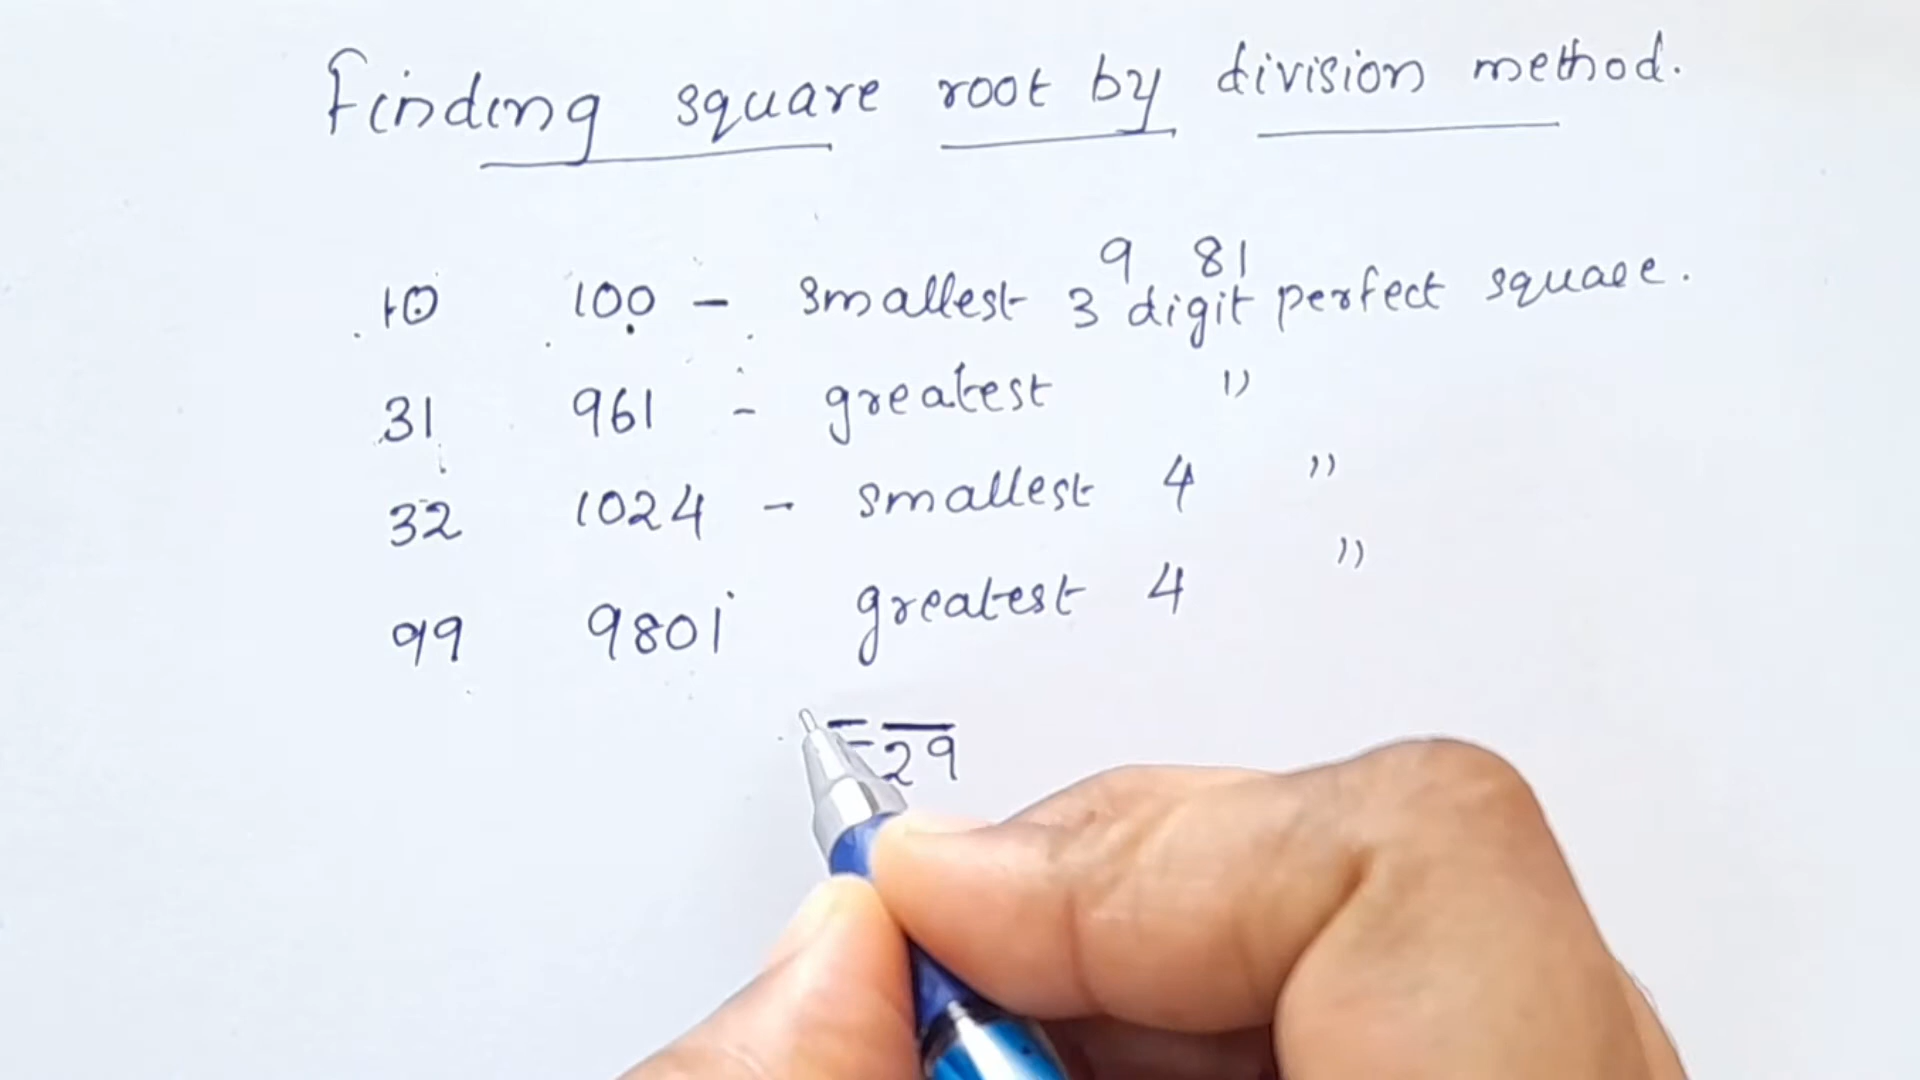 Finding square root by division method.
9 81
10 100 - smallest 3 digit perfect square.
31 961 - greatest "
32 1024 - smallest 4 "
99 9801 greatest 4 "
29